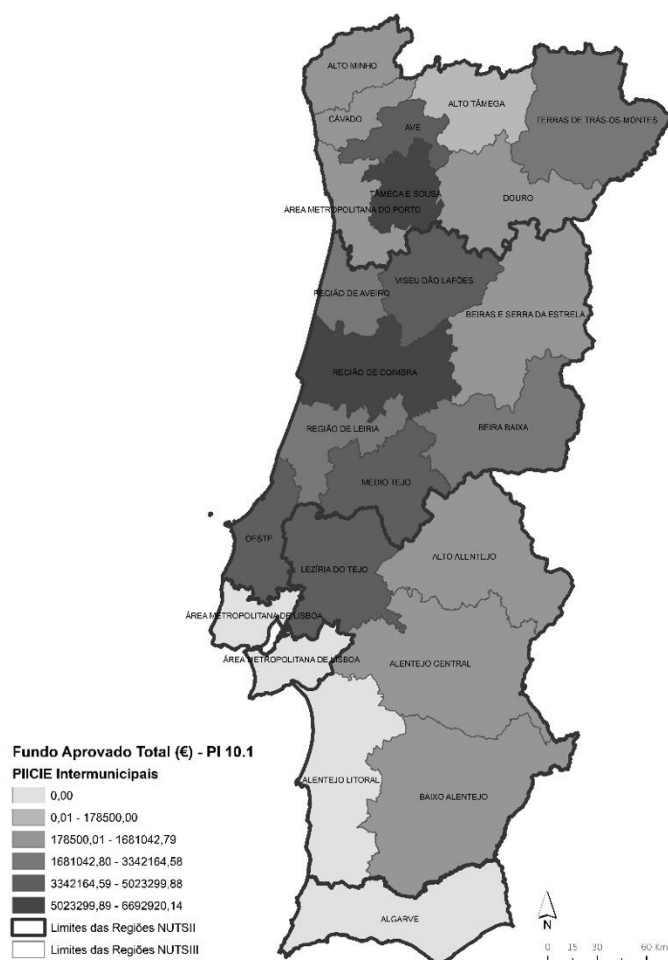 ALTO MINHO
ALTO TÂMEGA
TERRAS DE TRÁS-OS-MONTES
CÁVADO
AVE
TÂMEGA E SOUSA
DOURO
ÁREA METROPOLITANA DO PORTO
VISEU DÃO LAFÕES
REGIÃO DE AVEIRO
BEIRAS E SERRA DA ESTRELA
REGIÃO DE COIMBRA
REGIÃO DE LEIRIA
BEIRA BAIXA
MÉDIO TEJO
OESTE
ALTO ALENTEJO
LEZÍRIA DO TEJO
ÁREA METROPOLITANA DE LISBOA
ÁREA METROPOLITANA DE LISBOA
ALENTEJO CENTRAL
ALENTEJO LITORAL
BAIXO ALENTEJO
ALGARVE
Fundo Aprovado Total (€) - PI 10.1
PIICIE Intermunicipais
0,00
0,01 - 178500,00
178500,01 - 1681042,79
1681042,80 - 3342164,58
3342164,59 - 5023299,88
5023299,89 - 6692920,14
Limites das Regiões NUTSII
Limites das Regiões NUTSIII
N
0 15 30 60 Km